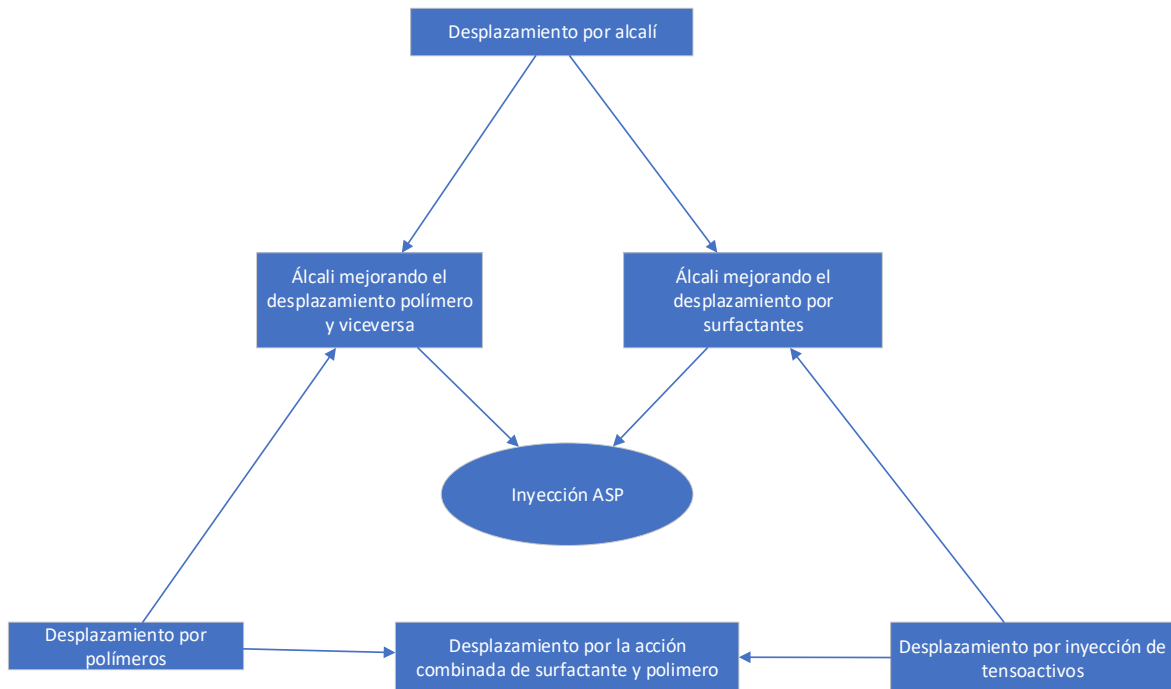 Desplazamiento por alcalí
Álcali mejorando el
desplazamiento polímero
y viceversa
Álcali mejorando el
desplazamiento por
surfactantes
Inyección ASP
Desplazamiento por
polímeros
Desplazamiento por la acción
combinada de surfactante y polimero
Desplazamiento por inyección de
tensoactivos